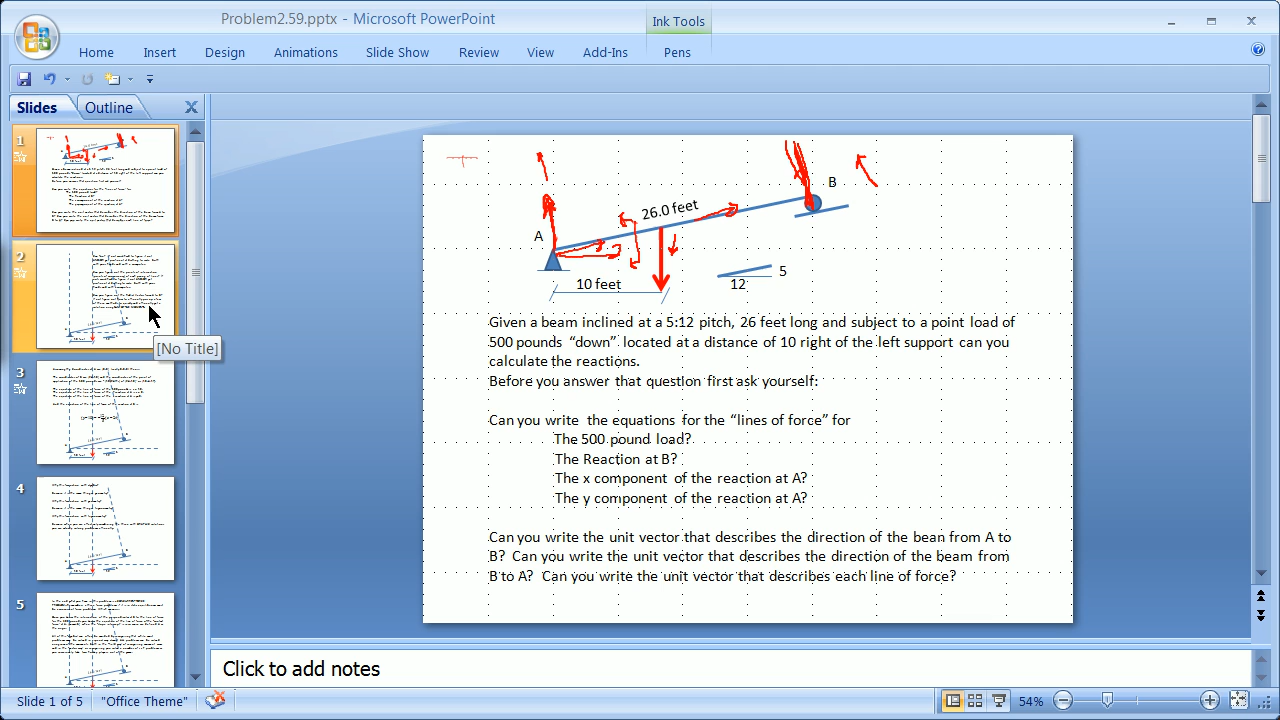 Problem2.59.pptx - Microsoft PowerPoint
Ink Tools
Home Insert Design Animations Slide Show Review View Add-Ins Pens
Slides Outline
1
2
[No Title]
3
4
5
A
B
26.0 feet
10 feet
5
12
Given a beam inclined at a 5:12 pitch, 26 feet long and subject to a point load of
500 pounds “down” located at a distance of 10 right of the left support can you
calculate the reactions.
Before you answer that question first ask yourself:
Can you write the equations for the “lines of force” for
The 500 pound load?
The Reaction at B?
The x component of the reaction at A?
The y component of the reaction at A?
Can you write the unit vector that describes the direction of the bean from A to
B? Can you write the unit vector that describes the direction of the beam from
B to A? Can you write the unit vector that describes each line of force?
Click to add notes
Slide 1 of 5 "Office Theme" 54%